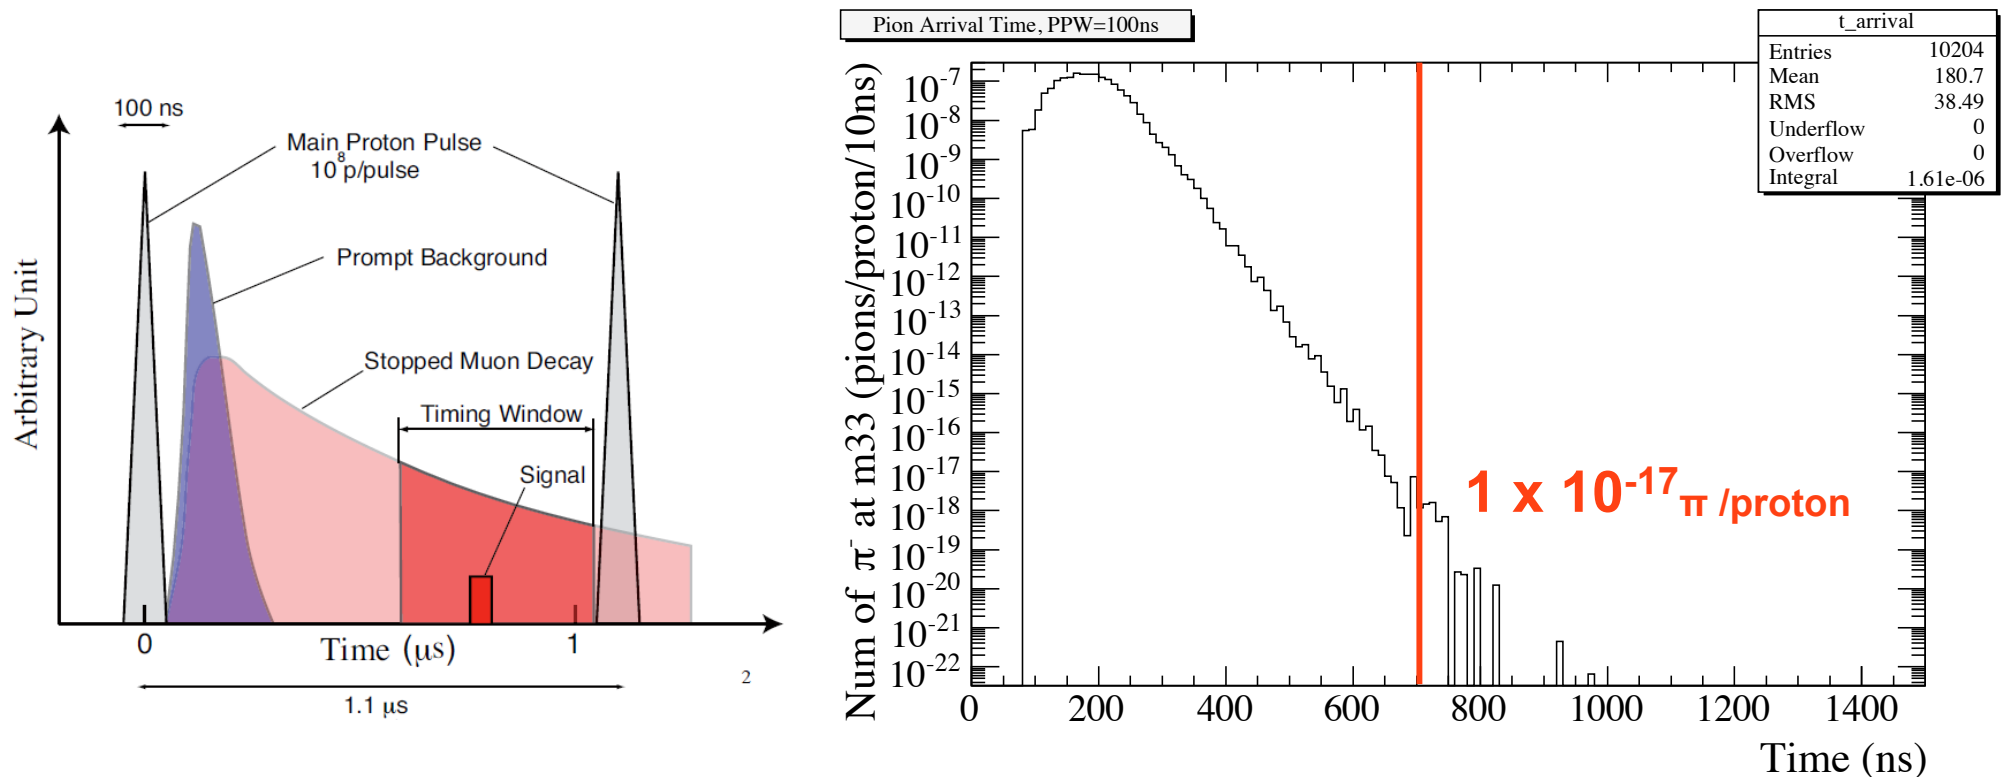 100 ns
Main Proton Pulse
10⁸p/pulse
Prompt Background
Stopped Muon Decay
Timing Window
Signal
Arbitrary Unit
0
1
Time (μs)
1.1 μs
2
Pion Arrival Time, PPW=100ns
t_arrival
Entries 10204
Mean 180.7
RMS 38.49
Underflow 0
Overflow 0
Integral 1.61e-06
Num of π⁻ at m33 (pions/proton/10ns)
10⁻⁷
10⁻⁸
10⁻⁹
10⁻¹⁰
10⁻¹¹
10⁻¹²
10⁻¹³
10⁻¹⁴
10⁻¹⁵
10⁻¹⁶
10⁻¹⁷
10⁻¹⁸
10⁻¹⁹
10⁻²⁰
10⁻²¹
10⁻²²
1 x 10⁻¹⁷ π /proton
0 200 400 600 800 1000 1200 1400
Time (ns)